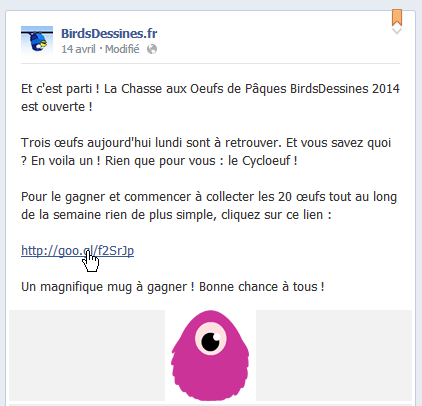 BirdsDessines.fr
14 avril · Modifié
Et c'est parti ! La Chasse aux Oeufs de Pâques BirdsDessines 2014
est ouverte !
Trois œufs aujourd'hui lundi sont à retrouver. Et vous savez quoi
? En voila un ! Rien que pour vous : le Cycloeuf !
Pour le gagner et commencer à collecter les 20 œufs tout au long
de la semaine rien de plus simple, cliquez sur ce lien :
http://goo.gl/f2SrJp
Un magnifique mug à gagner ! Bonne chance à tous !